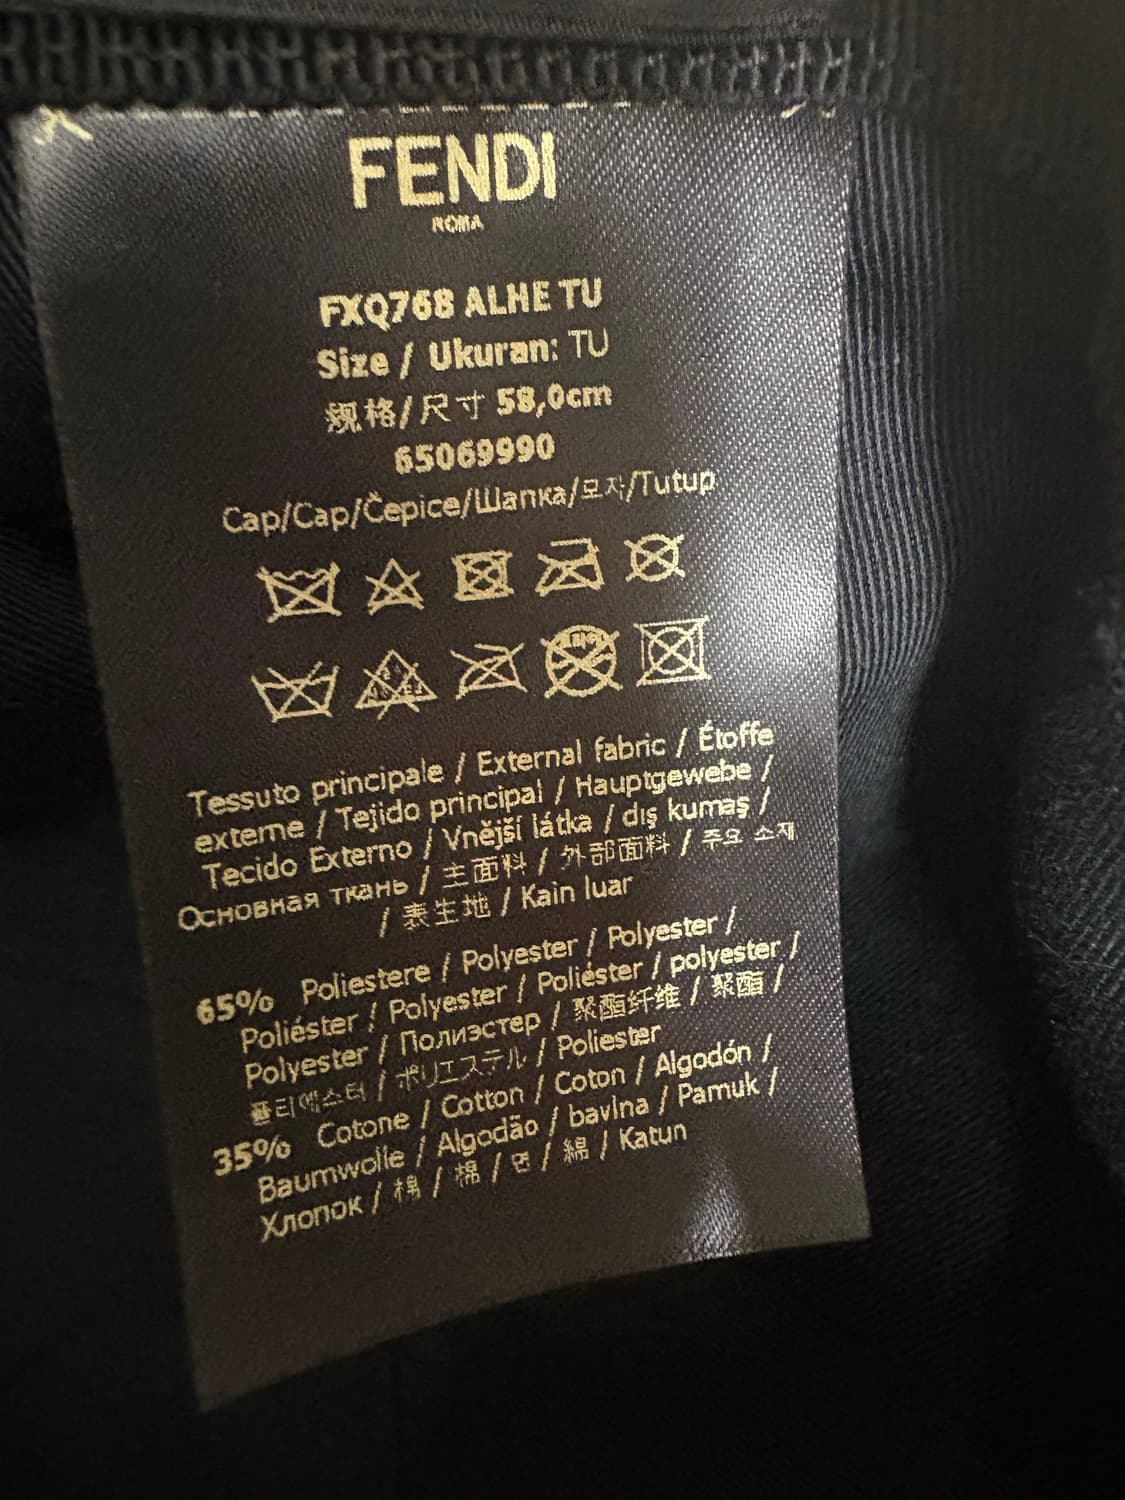 FENDI
ROMA
FXQ768 ALHE TU
Size / Ukuran: TU
规格/尺寸 58,0cm
65069990
Cap/Cap/Čepice/Шапка/모자/Tutup
Tessuto principale / External fabric / Étoffe
externe / Tejido principal / Hauptgewebe /
Tecido Externo / Vnější látka / dış kumaş /
Основная ткань / 主面料 / 外部面料 / 주요 소재
/ 表生地 / Kain luar
65% Poliestere / Polyester / Polyester /
Poliéster / Polyester / Poliéster / polyester /
Polyester / Полиэстер / 聚酯纤维 / 聚酯 /
폴리에스터 / ポリエステル / Poliester
35% Cotone / Cotton / Coton / Algodón /
Baumwolle / Algodão / bavlna / Pamuk /
Хлопок / 棉 / 棉 / 면 / 綿 / Katun